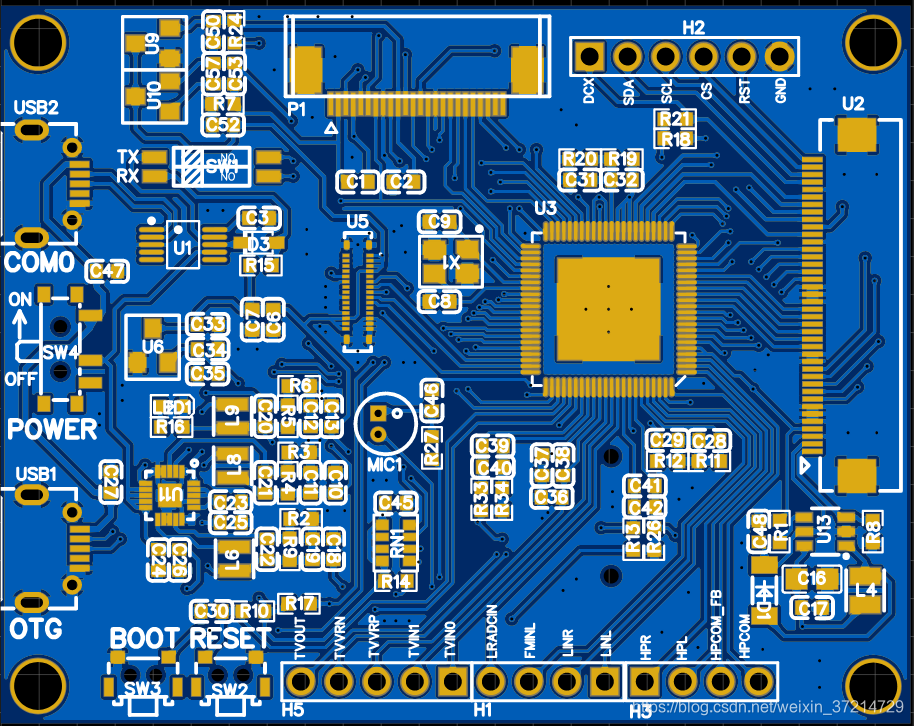 U9
U10
C50
R24
C57
C53
R7
C52
P1
H2
DCX
SDA
SCL
CS
RST
GND
USB2
U2
TX
RX
SW1
NO
NO
R21
R18
R20
R19
C31
C32
C1
C2
U3
U5
C3
U1
D3
R15
C9
X1
C8
COM0
C47
ON
SW4
OFF
POWER
C7
C6
C33
C34
C35
U6
LED1
R16
L9
R6
C20
R5
C12
C13
C46
R27
MIC1
C39
C40
R33
R34
C37
C38
C36
C29
C28
R12
R11
C41
C42
R13
R26
USB1
C27
U11
L8
R3
C21
R4
C11
C10
C23
C25
C45
RN1
R14
R2
L6
C22
R9
C19
C18
C24
C26
C48
R1
U13
R8
C16
C17
L4
D1
OTG
C30
R10
R17
BOOT
RESET
SW3
SW2
TVOUT
TVVRN
TVVRP
TVIN1
TVIN0
LRADCIN
FMINL
LINR
LINL
HPR
HPL
HPCOM_FB
HPCOM
H5
H1
H3
https://blog.csdn.net/weixin_37214729